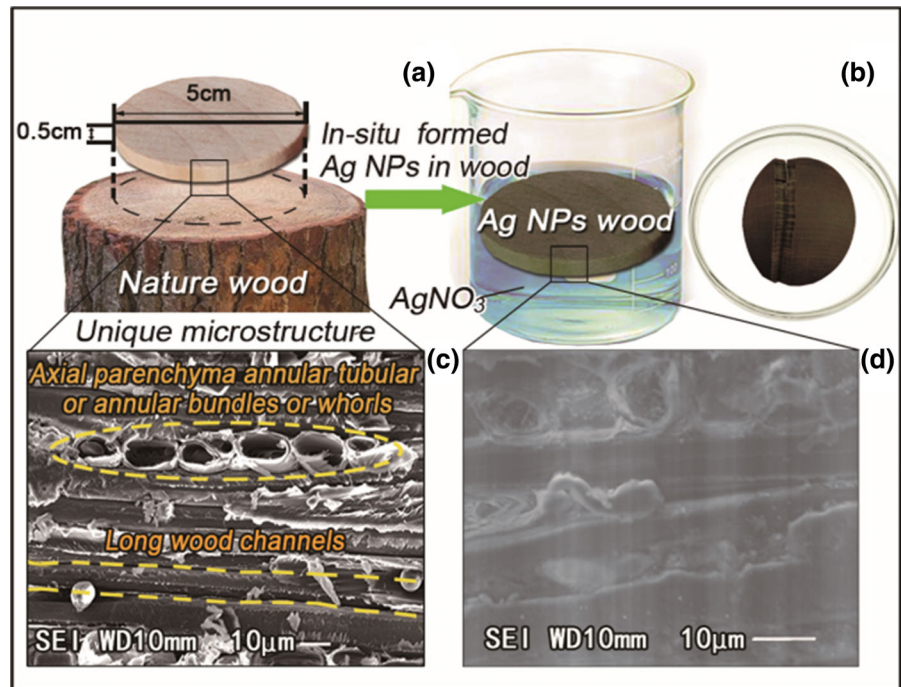 (a)
5cm
0.5cm
In-situ formed
Ag NPs in wood
Nature wood
Unique microstructure
(b)
Ag NPs wood
AgNO3
100
(c)
Axial parenchyma annular tubular
or annular bundles or whorls
Long wood channels
SEI WD10mm 10μm
(d)
SEI WD10mm 10μm